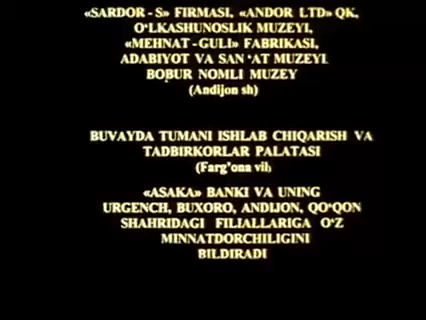 «SARDOR - S» FIRMASI, «ANDOR LTD» QK,
O‘LKASHUNOSLIK MUZEYI,
«MEHNAT - GULI» FABRIKASI,
ADABIYOT VA SAN ‘AT MUZEYI,
BOBUR NOMLI MUZEY
(Andijon sh)
BUVAYDA TUMANI ISHLAB CHIQARISH VA
TADBIRKORLAR PALATASI
(Farg’ona vil)
«ASAKA» BANKI VA UNING
URGENCH, BUXORO, ANDIJON, QO‘QON
SHAHRIDAGI FILIALLARIGA O‘Z
MINNATDORCHILIGINI
BILDIRADI